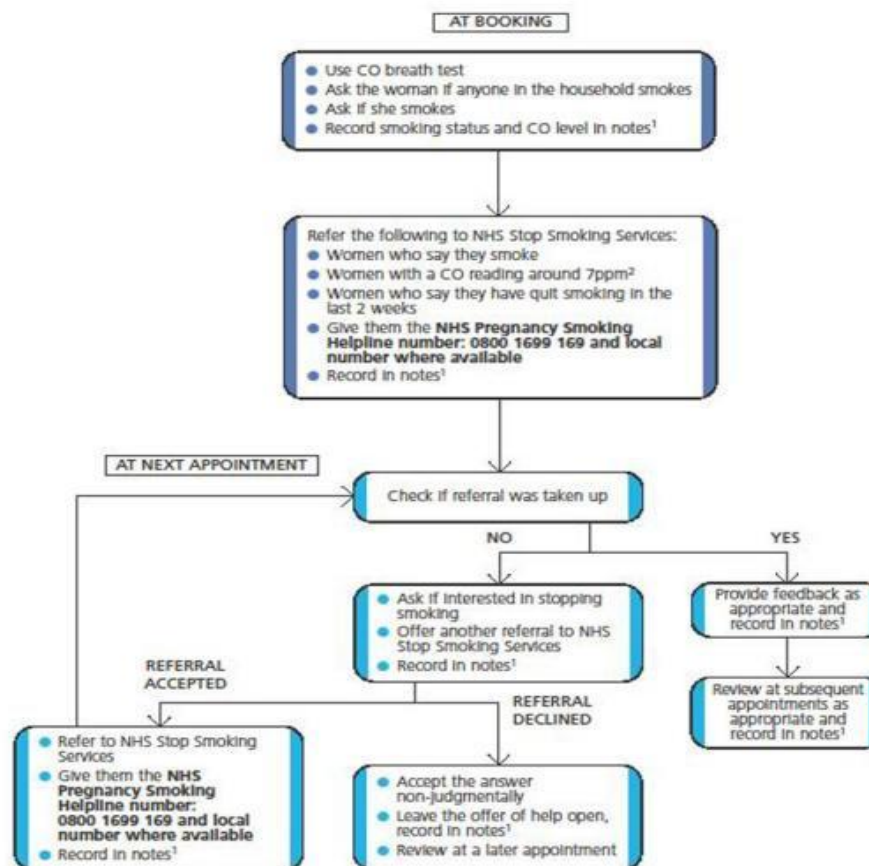 AT BOOKING
● Use CO breath test
● Ask the woman if anyone in the household smokes
● Ask if she smokes
● Record smoking status and CO level in notes¹
Refer the following to NHS Stop Smoking Services:
● Women who say they smoke
● Women with a CO reading around 7ppm²
● Women who say they have quit smoking in the
last 2 weeks
● Give them the NHS Pregnancy Smoking
Helpline number: 0800 1699 169 and local
number where available
● Record in notes¹
AT NEXT APPOINTMENT
Check if referral was taken up
NO
YES
● Ask if interested in stopping
smoking
● Offer another referral to NHS
Stop Smoking Services
● Record in notes¹
Provide feedback as
appropriate and
record in notes¹
Review at subsequent
appointments as
appropriate and
record in notes¹
REFERRAL
ACCEPTED
REFERRAL
DECLINED
● Refer to NHS Stop Smoking
Services
● Give them the NHS
Pregnancy Smoking
Helpline number:
0800 1699 169 and local
number where available
● Record in notes¹
● Accept the answer
non-judgmentally
● Leave the offer of help open,
record in notes¹
● Review at a later appointment